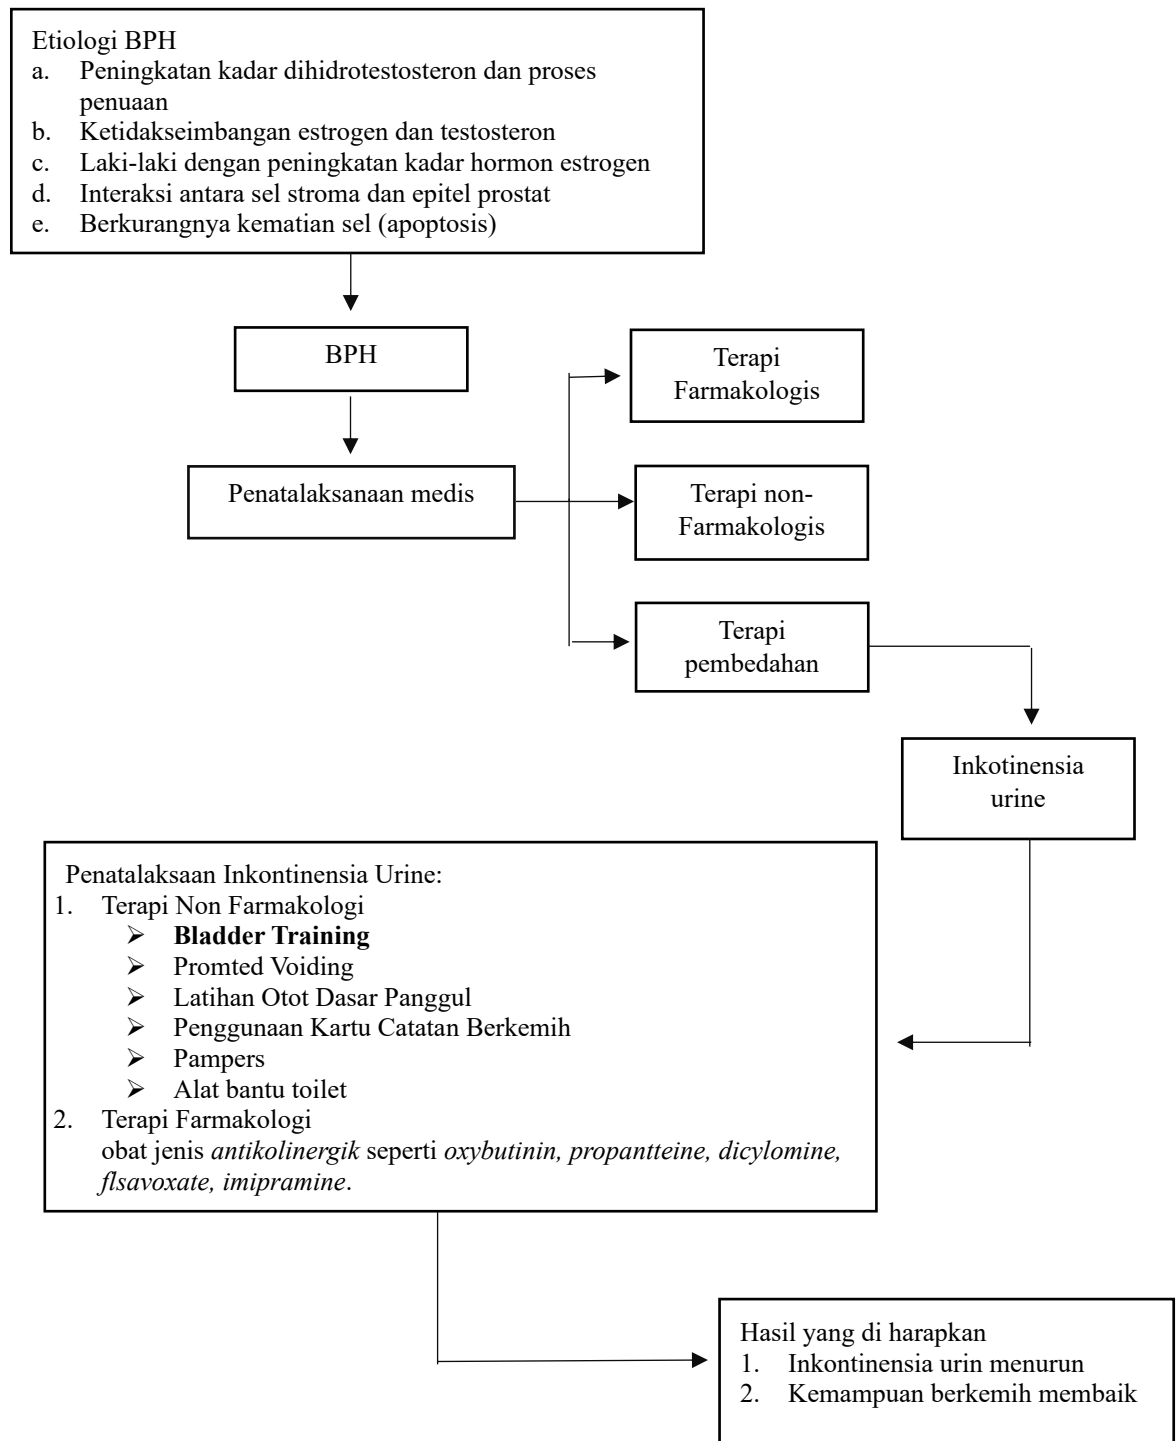 Etiologi BPH
a. Peningkatan kadar dihidrotestosteron dan proses
penuaan
b. Ketidakseimbangan estrogen dan testosteron
c. Laki-laki dengan peningkatan kadar hormon estrogen
d. Interaksi antara sel stroma dan epitel prostat
e. Berkurangnya kematian sel (apoptosis)
BPH
Terapi
Farmakologis
Penatalaksanaan medis
Terapi non-
Farmakologis
Terapi
pembedahan
Inkotinensia
urine
Penatalaksaan Inkontinensia Urine:
1. Terapi Non Farmakologi
➢ Bladder Training
➢ Promted Voiding
➢ Latihan Otot Dasar Panggul
➢ Penggunaan Kartu Catatan Berkemih
➢ Pampers
➢ Alat bantu toilet
2. Terapi Farmakologi
obat jenis antikolinergik seperti oxybutinin, propantteine, dicylomine,
flsavoxate, imipramine.
Hasil yang di harapkan
1. Inkontinensia urin menurun
2. Kemampuan berkemih membaik